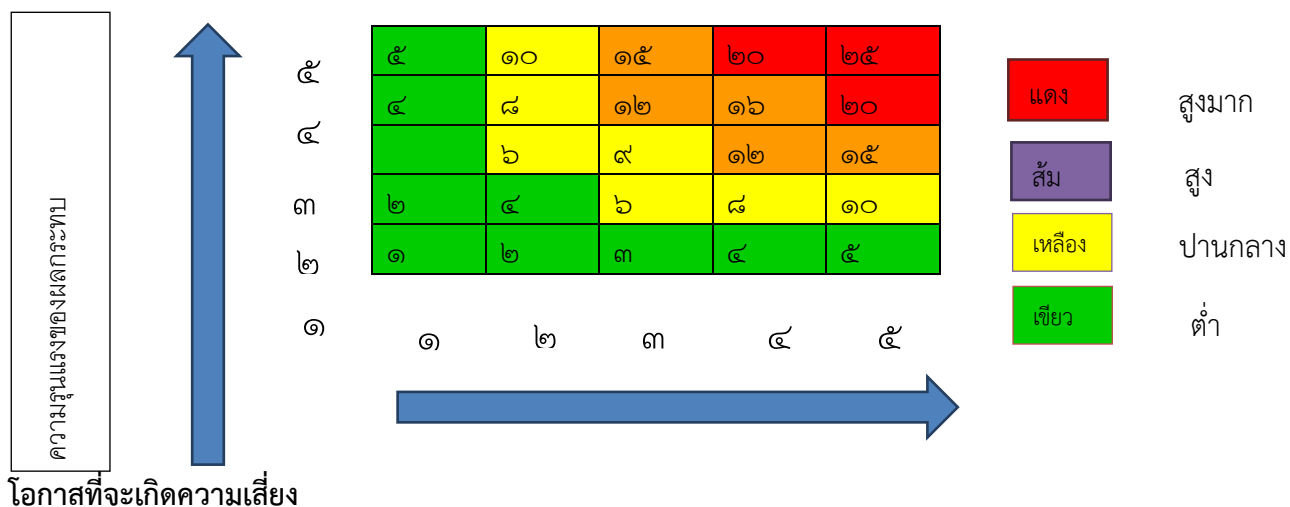 ความรุนแรงของผลกระทบ
๕
๔
๓
๒
๑
๕ ๑๐ ๑๕ ๒๐ ๒๕
๔ ๘ ๑๒ ๑๖ ๒๐
๖ ๙ ๑๒ ๑๕
๒ ๔ ๖ ๘ ๑๐
๑ ๒ ๓ ๔ ๕
๑ ๒ ๓ ๔ ๕
แดง สูงมาก
ส้ม สูง
เหลือง ปานกลาง
เขียว ต่ำ
โอกาสที่จะเกิดความเสี่ยง